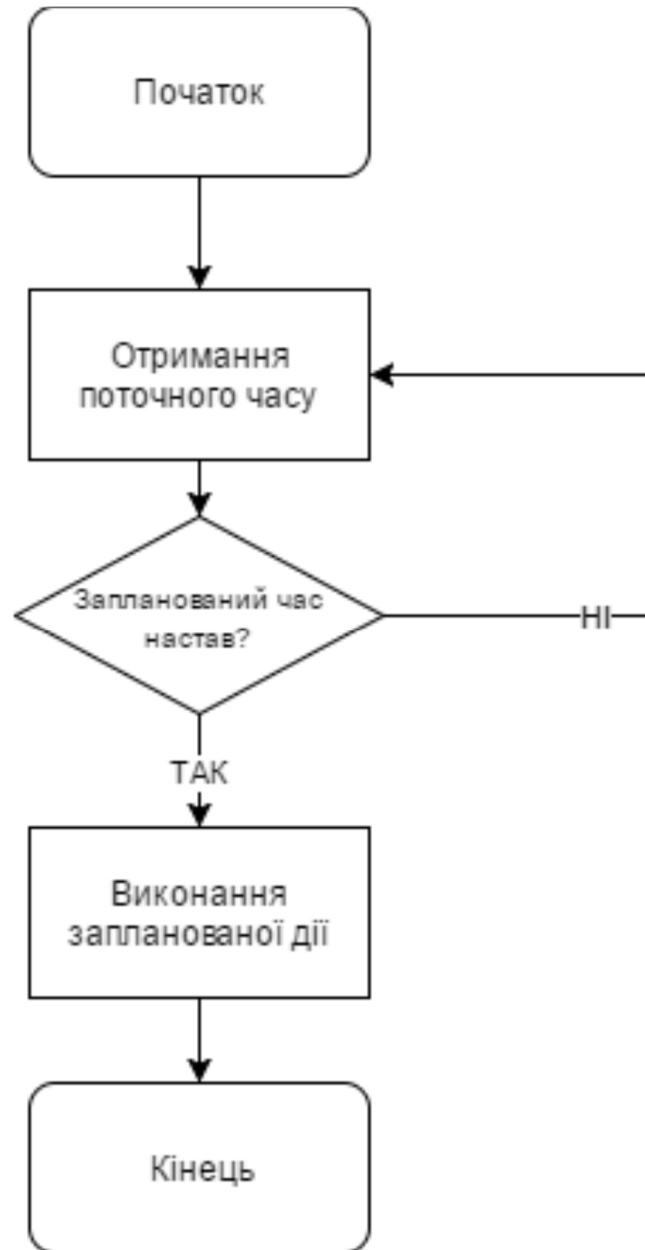 Початок
Отримання
поточного часу
Запланований час
настав?
НІ
ТАК
Виконання
запланованої дії
Кінець